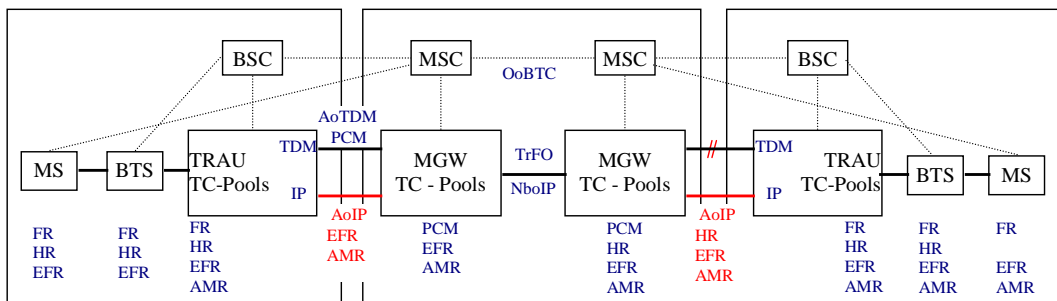 BSC
MSC
MSC
BSC
OoBTC
AoTDM
PCM
TDM
TRAU
TC-Pools
IP
MGW
TC - Pools
TrFO
NboIP
MGW
TC - Pools
//
TDM
TRAU
TC-Pools
IP
MS
BTS
BTS
MS
AoIP
EFR
AMR
AoIP
HR
EFR
AMR
FR
HR
EFR
FR
HR
EFR
FR
HR
EFR
AMR
PCM
EFR
AMR
PCM
HR
EFR
AMR
FR
HR
EFR
AMR
FR
HR
EFR
AMR
FR
EFR
AMR